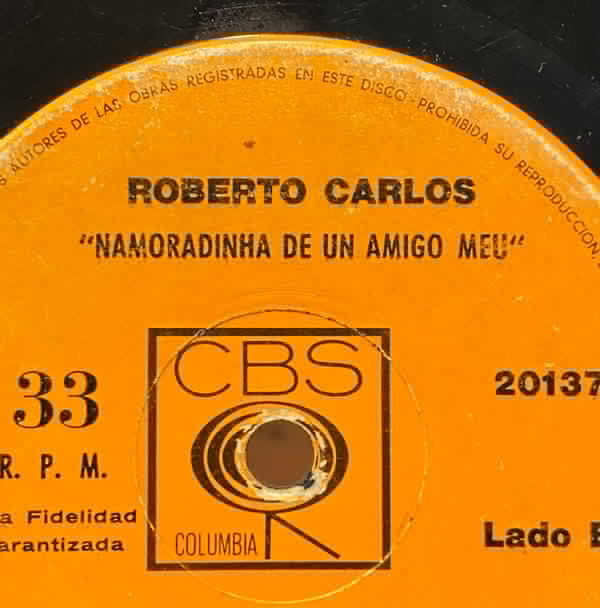 AUTORES DE LAS OBRAS REGISTRADAS EN ESTE DISCO - PROHIBIDA SU REPRODUCCION,
ROBERTO CARLOS
“NAMORADINHA DE UN AMIGO MEU“
CBS
33
20137
R. P. M.
a Fidelidad
arantizada
COLUMBIA
Lado